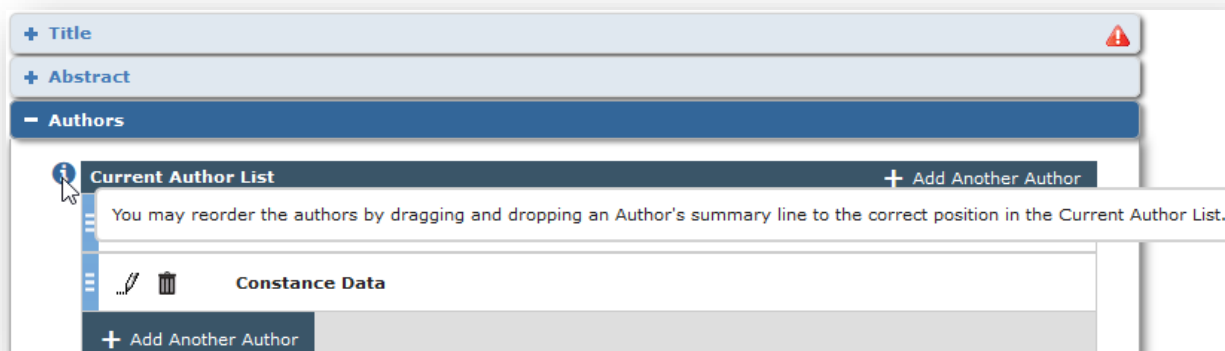 Title
Abstract
Authors
Current Author List + Add Another Author
You may reorder the authors by dragging and dropping an Author's summary line to the correct position in the Current Author List.
Constance Data
+ Add Another Author